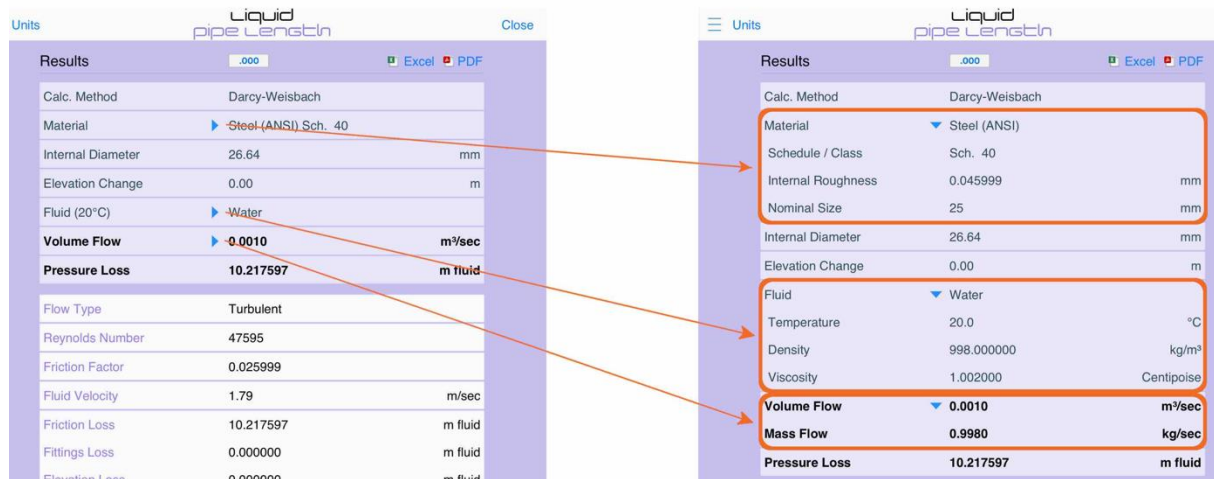 Units Liquid Close
pipe Length
Results .000 Excel PDF
Calc. Method Darcy-Weisbach
Material Steel (ANSI) Sch. 40
Internal Diameter 26.64 mm
Elevation Change 0.00 m
Fluid (20°C) Water
Volume Flow 0.0010 m³/sec
Pressure Loss 10.217597 m fluid
Flow Type Turbulent
Reynolds Number 47595
Friction Factor 0.025999
Fluid Velocity 1.79 m/sec
Friction Loss 10.217597 m fluid
Fittings Loss 0.000000 m fluid
Elevation Loss 0.000000 m fluid
Units Liquid
pipe Length
Results .000 Excel PDF
Calc. Method Darcy-Weisbach
Material Steel (ANSI)
Schedule / Class Sch. 40
Internal Roughness 0.045999 mm
Nominal Size 25 mm
Internal Diameter 26.64 mm
Elevation Change 0.00 m
Fluid Water
Temperature 20.0 °C
Density 998.000000 kg/m³
Viscosity 1.002000 Centipoise
Volume Flow 0.0010 m³/sec
Mass Flow 0.9980 kg/sec
Pressure Loss 10.217597 m fluid